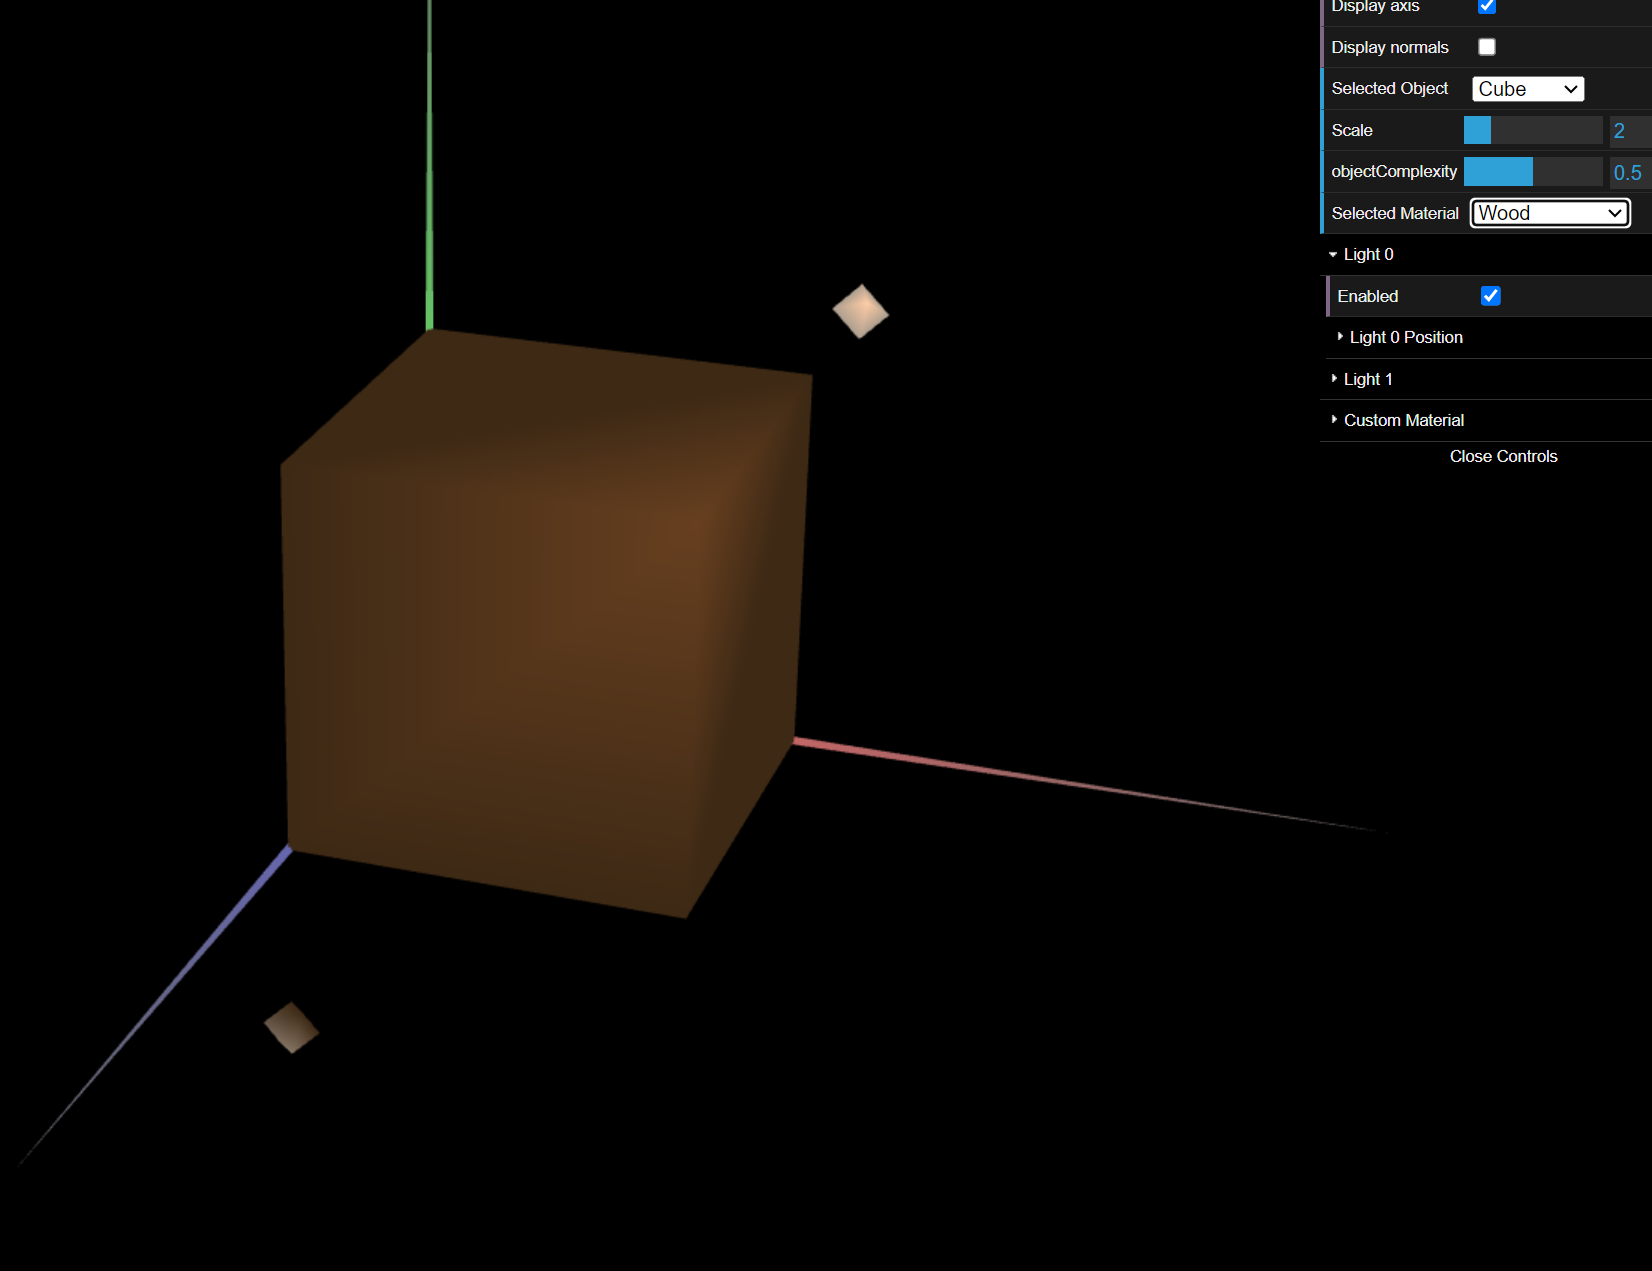 Display axis
Display normals
Selected Object Cube
Scale 2
objectComplexity 0.5
Selected Material Wood
Light 0
Enabled
Light 0 Position
Light 1
Custom Material
Close Controls